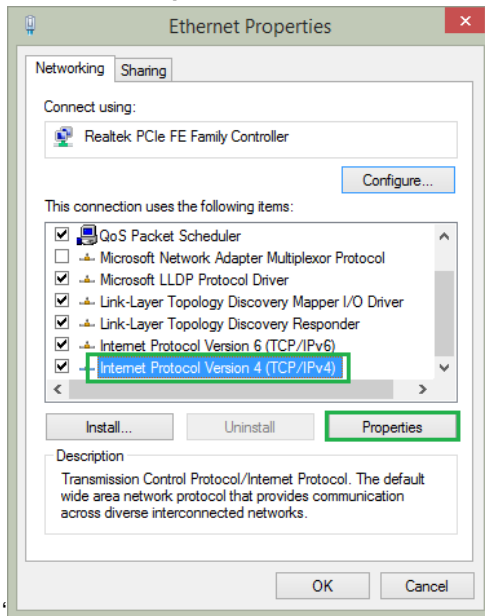 Ethernet Properties
Networking
Sharing
Connect using:
Realtek PCIe FE Family Controller
Configure...
This connection uses the following items:
QoS Packet Scheduler
Microsoft Network Adapter Multiplexor Protocol
Microsoft LLDP Protocol Driver
Link-Layer Topology Discovery Mapper I/O Driver
Link-Layer Topology Discovery Responder
Internet Protocol Version 6 (TCP/IPv6)
Internet Protocol Version 4 (TCP/IPv4)
Install...
Uninstall
Properties
Description
Transmission Control Protocol/Internet Protocol. The default
wide area network protocol that provides communication
across diverse interconnected networks.
OK
Cancel